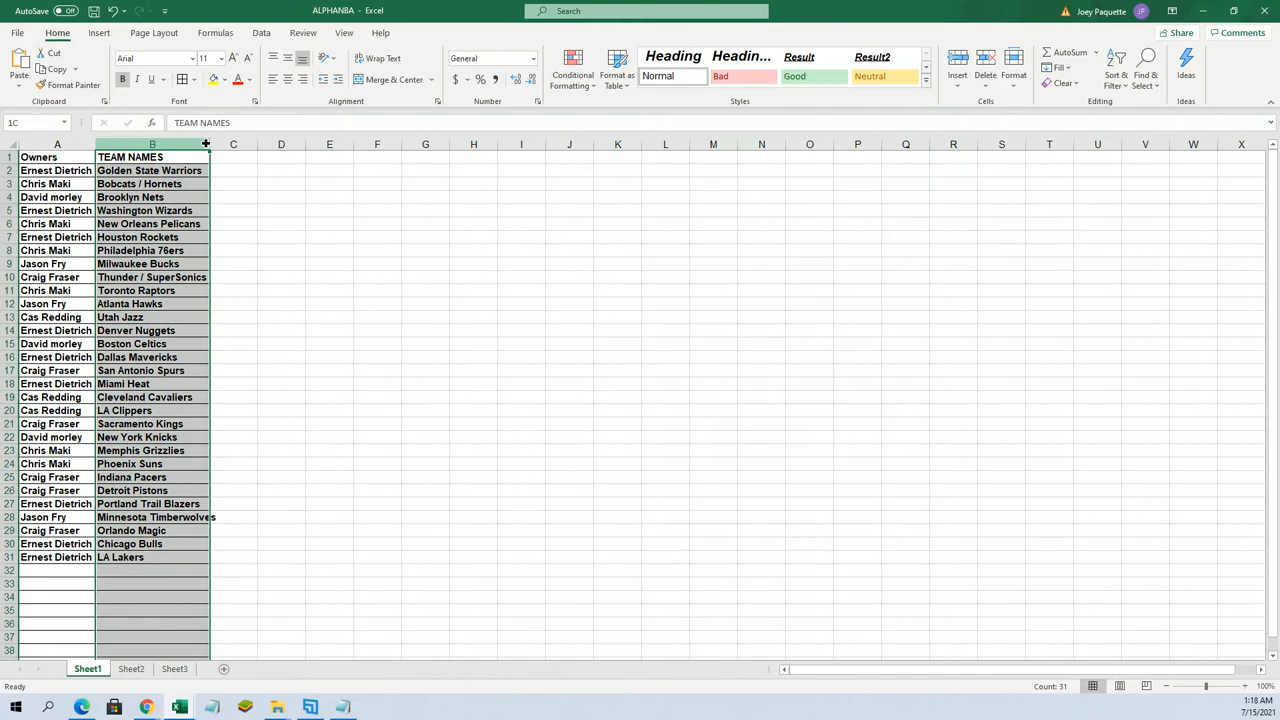 AutoSave Off ALPHANBA - Excel Search Joey Paquette JP
File Home Insert Page Layout Formulas Data Review View Help Share Comments
Paste Cut Copy Format Painter Clipboard
Arial 11 A A B I U A Font
Wrap Text Merge & Center Alignment
General $ % Number
Conditional Formatting Format as Table
Heading Headin... Result Result2
Normal Bad Good Neutral
Styles
Insert Delete Format Cells
AutoSum Fill Clear Sort & Filter Find & Select Editing
Ideas Ideas
1C fx TEAM NAMES
A B C D E F G H I J K L M N O P Q R S T U V W X
1 Owners TEAM NAMES
2 Ernest Dietrich Golden State Warriors
3 Chris Maki Bobcats / Hornets
4 David morley Brooklyn Nets
5 Ernest Dietrich Washington Wizards
6 Chris Maki New Orleans Pelicans
7 Ernest Dietrich Houston Rockets
8 Chris Maki Philadelphia 76ers
9 Jason Fry Milwaukee Bucks
10 Craig Fraser Thunder / SuperSonics
11 Chris Maki Toronto Raptors
12 Jason Fry Atlanta Hawks
13 Cas Redding Utah Jazz
14 Ernest Dietrich Denver Nuggets
15 David morley Boston Celtics
16 Ernest Dietrich Dallas Mavericks
17 Craig Fraser San Antonio Spurs
18 Ernest Dietrich Miami Heat
19 Cas Redding Cleveland Cavaliers
20 Cas Redding LA Clippers
21 Craig Fraser Sacramento Kings
22 David morley New York Knicks
23 Chris Maki Memphis Grizzlies
24 Chris Maki Phoenix Suns
25 Craig Fraser Indiana Pacers
26 Craig Fraser Detroit Pistons
27 Ernest Dietrich Portland Trail Blazers
28 Jason Fry Minnesota Timberwolves
29 Craig Fraser Orlando Magic
30 Ernest Dietrich Chicago Bulls
31 Ernest Dietrich LA Lakers
32
33
34
35
36
37
38
Sheet1 Sheet2 Sheet3
Ready Count: 31 100%
1:18 AM
7/15/2021